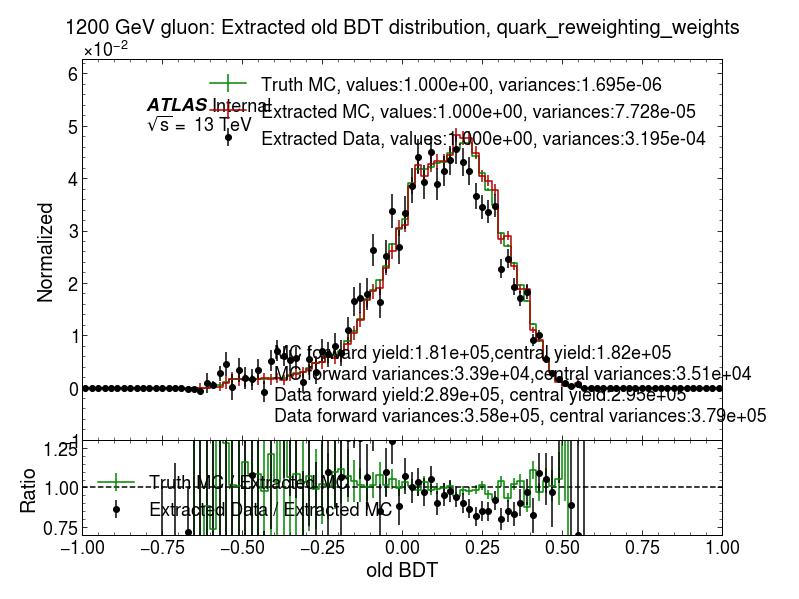 1200 GeV gluon: Extracted old BDT distribution, quark_reweighting_weights
×10⁻²
Truth MC, values:1.000e+00, variances:1.695e-06
ATLAS Internal
Extracted MC, values:1.000e+00, variances:7.728e-05
√s = 13 TeV
Extracted Data, values:1.000e+00, variances:3.195e-04
6
5
4
3
2
1
0
−1
Normalized
MC forward yield:1.81e+05,central yield:1.82e+05
MC forward variances:3.39e+04,central variances:3.51e+04
Data forward yield:2.89e+05, central yield:2.95e+05
Data forward variances:3.58e+05, central variances:3.79e+05
1.25
1.00
0.75
Ratio
Truth MC / Extracted MC
Extracted Data / Extracted MC
−1.00 −0.75 −0.50 −0.25 0.00 0.25 0.50 0.75 1.00
old BDT